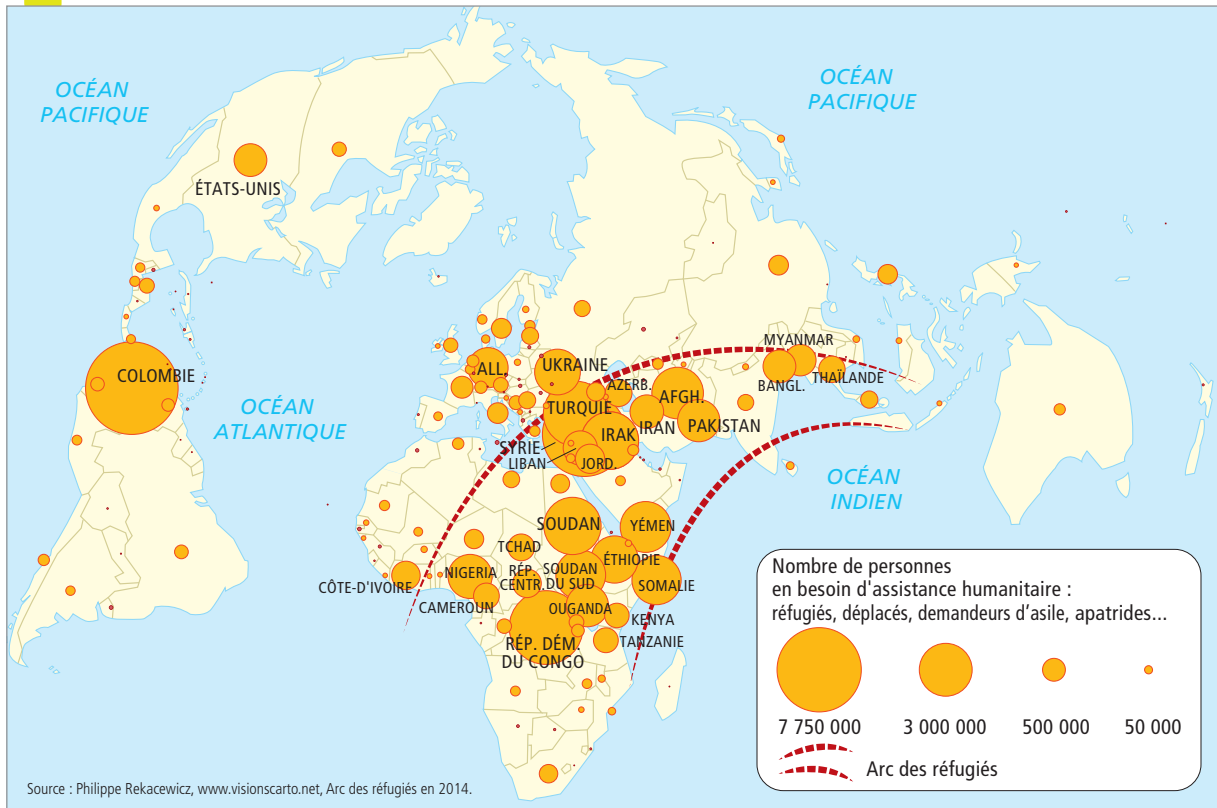 OCÉAN
PACIFIQUE
OCÉAN
PACIFIQUE
ÉTATS-UNIS
COLOMBIE
OCÉAN
ATLANTIQUE
ALL.
UKRAINE
AZERB.
TURQUIE
AFGH.
IRAN
PAKISTAN
IRAK
SYRIE
LIBAN
JORD.
MYANMAR
BANGL.
THAÏLANDE
OCÉAN
INDIEN
SOUDAN
YÉMEN
TCHAD
ÉTHIOPIE
NIGERIA
RÉP.
CENTR.
SOUDAN
DU SUD
SOMALIE
CÔTE-D'IVOIRE
CAMEROUN
OUGANDA
KENYA
TANZANIE
RÉP. DÉM.
DU CONGO
Nombre de personnes
en besoin d'assistance humanitaire :
réfugiés, déplacés, demandeurs d'asile, apatrides...
7 750 000 3 000 000 500 000 50 000
Arc des réfugiés
Source : Philippe Rekacewicz, www.visionscarto.net, Arc des réfugiés en 2014.